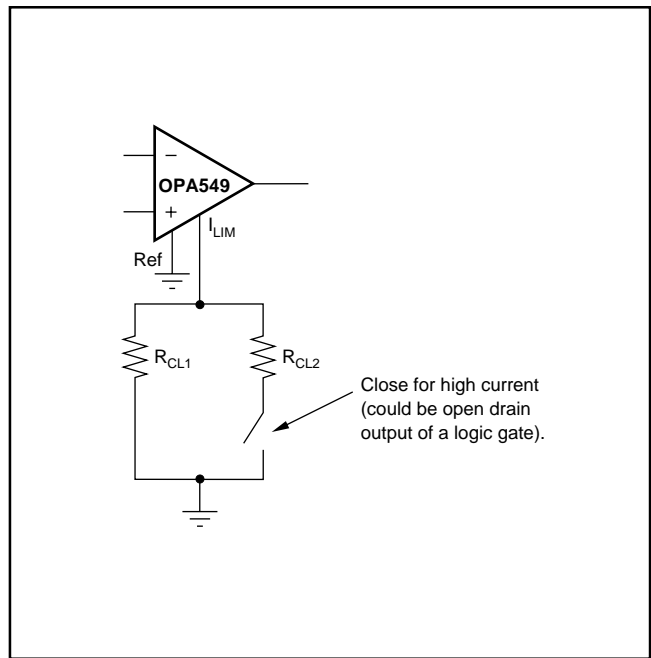 −
OPA549
+
I_LIM
Ref
R_CL1
R_CL2
Close for high current
(could be open drain
output of a logic gate).